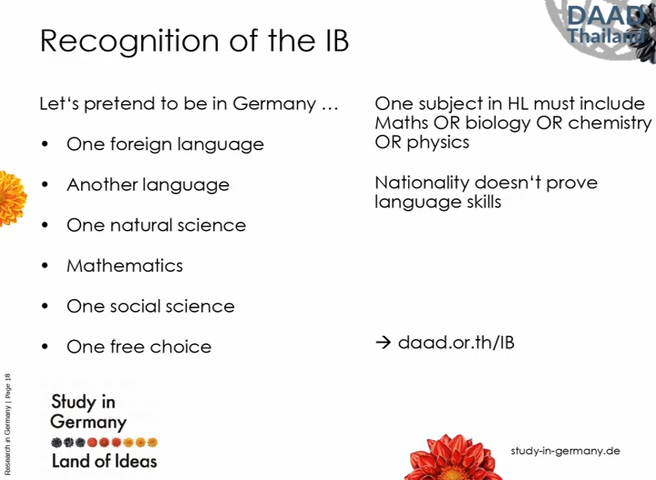 DAAD
Thailand
Recognition of the IB
Let‘s pretend to be in Germany …
• One foreign language
• Another language
• One natural science
• Mathematics
• One social science
• One free choice
One subject in HL must include
Maths OR biology OR chemistry
OR physics
Nationality doesn‘t prove
language skills
→ daad.or.th/IB
Research in Germany | Page 18
Study in
Germany
Land of Ideas
study-in-germany.de